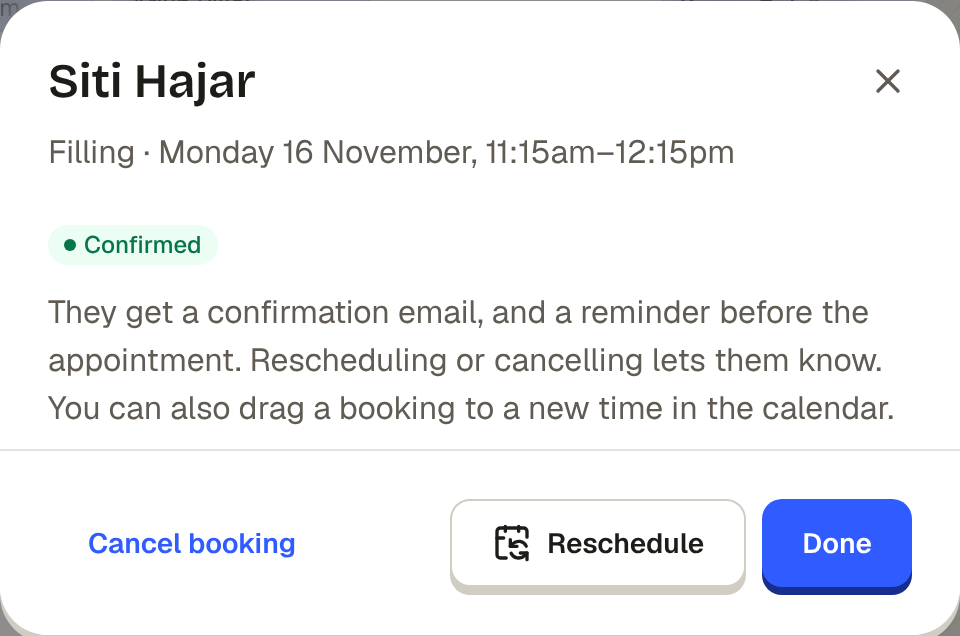 Siti Hajar
Filling · Monday 16 November, 11:15am–12:15pm
Confirmed
They get a confirmation email, and a reminder before the
appointment. Rescheduling or cancelling lets them know.
You can also drag a booking to a new time in the calendar.
Cancel booking
Reschedule
Done